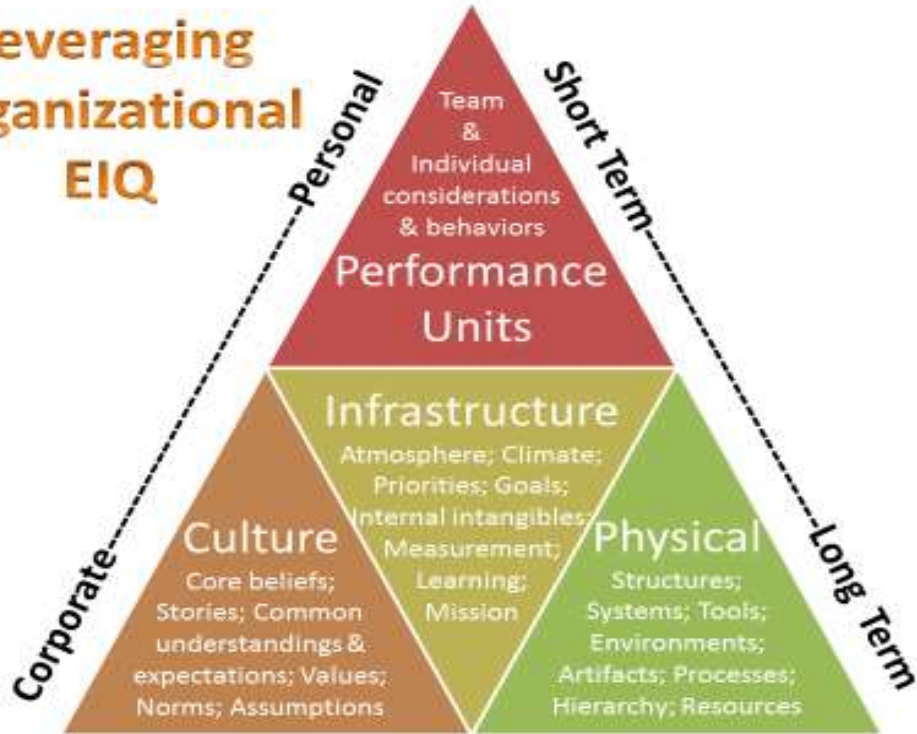 everaging
ganizational
EIQ
Personal
Corporate
Short Term
Long Term
Team
&
Individual
considerations
& behaviors
Performance
Units
Infrastructure
Atmosphere; Climate;
Priorities; Goals;
Internal intangibles;
Measurement;
Learning;
Mission
Culture
Core beliefs;
Stories; Common
understandings &
expectations; Values;
Norms; Assumptions
Physical
Structures;
Systems; Tools;
Environments;
Artifacts; Processes;
Hierarchy; Resources